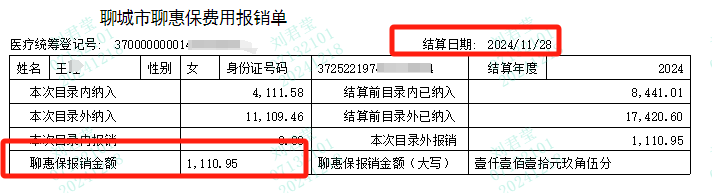 聊城市聊惠保费用报销单
医疗统筹登记号: 37000000014
结算日期: 2024/11/28
姓名 王 性别 女 身份证号码 3725221974 4 结算年度 2024
本次目录内纳入 4,111.58 结算前目录内已纳入 8,441.01
本次目录外纳入 11,109.46 结算前目录外已纳入 17,420.60
本次目录内报销 0.00 本次目录外报销 1,110.95
聊惠保报销金额 1,110.95 聊惠保报销金额（大写） 壹仟壹佰壹拾元玖角伍分